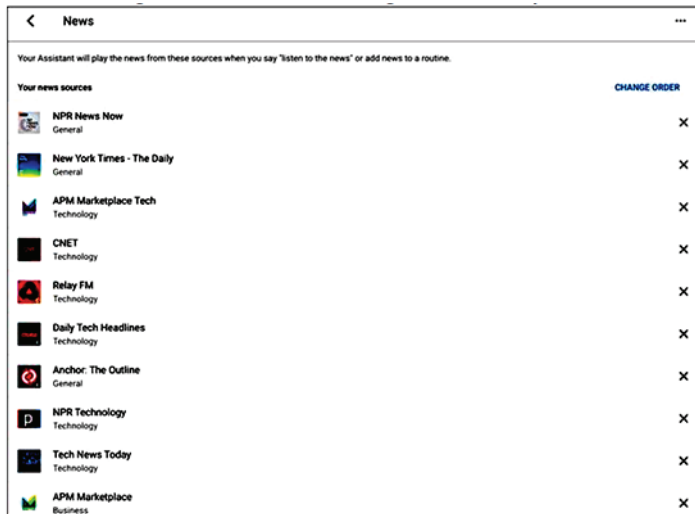 News
Your Assistant will play the news from these sources when you say "listen to the news" or add news to a routine.
Your news sources
CHANGE ORDER
NPR News Now
General
New York Times - The Daily
General
APM Marketplace Tech
Technology
CNET
Technology
Relay FM
Technology
Daily Tech Headlines
Technology
Anchor: The Outline
General
NPR Technology
Technology
Tech News Today
Technology
APM Marketplace
Business